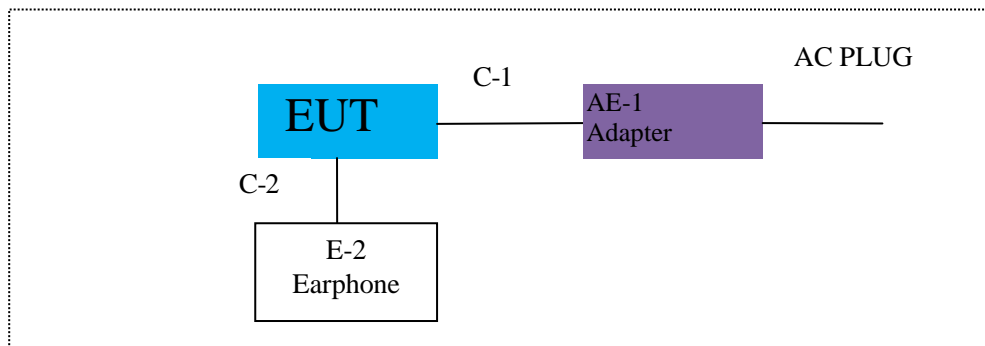 AC PLUG
C-1
EUT
AE-1
Adapter
C-2
E-2
Earphone